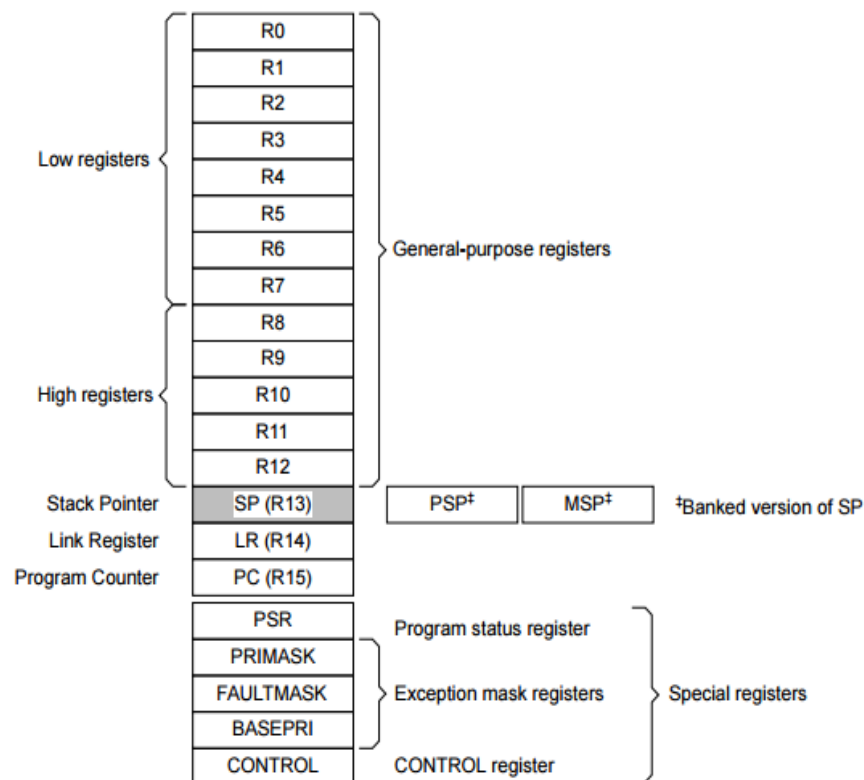 R0
R1
R2
R3
Low registers
R4
R5
R6
General-purpose registers
R7
R8
R9
High registers
R10
R11
R12
Stack Pointer SP (R13) PSP‡ MSP‡ ‡Banked version of SP
Link Register LR (R14)
Program Counter PC (R15)
PSR Program status register
PRIMASK
FAULTMASK Exception mask registers Special registers
BASEPRI
CONTROL CONTROL register